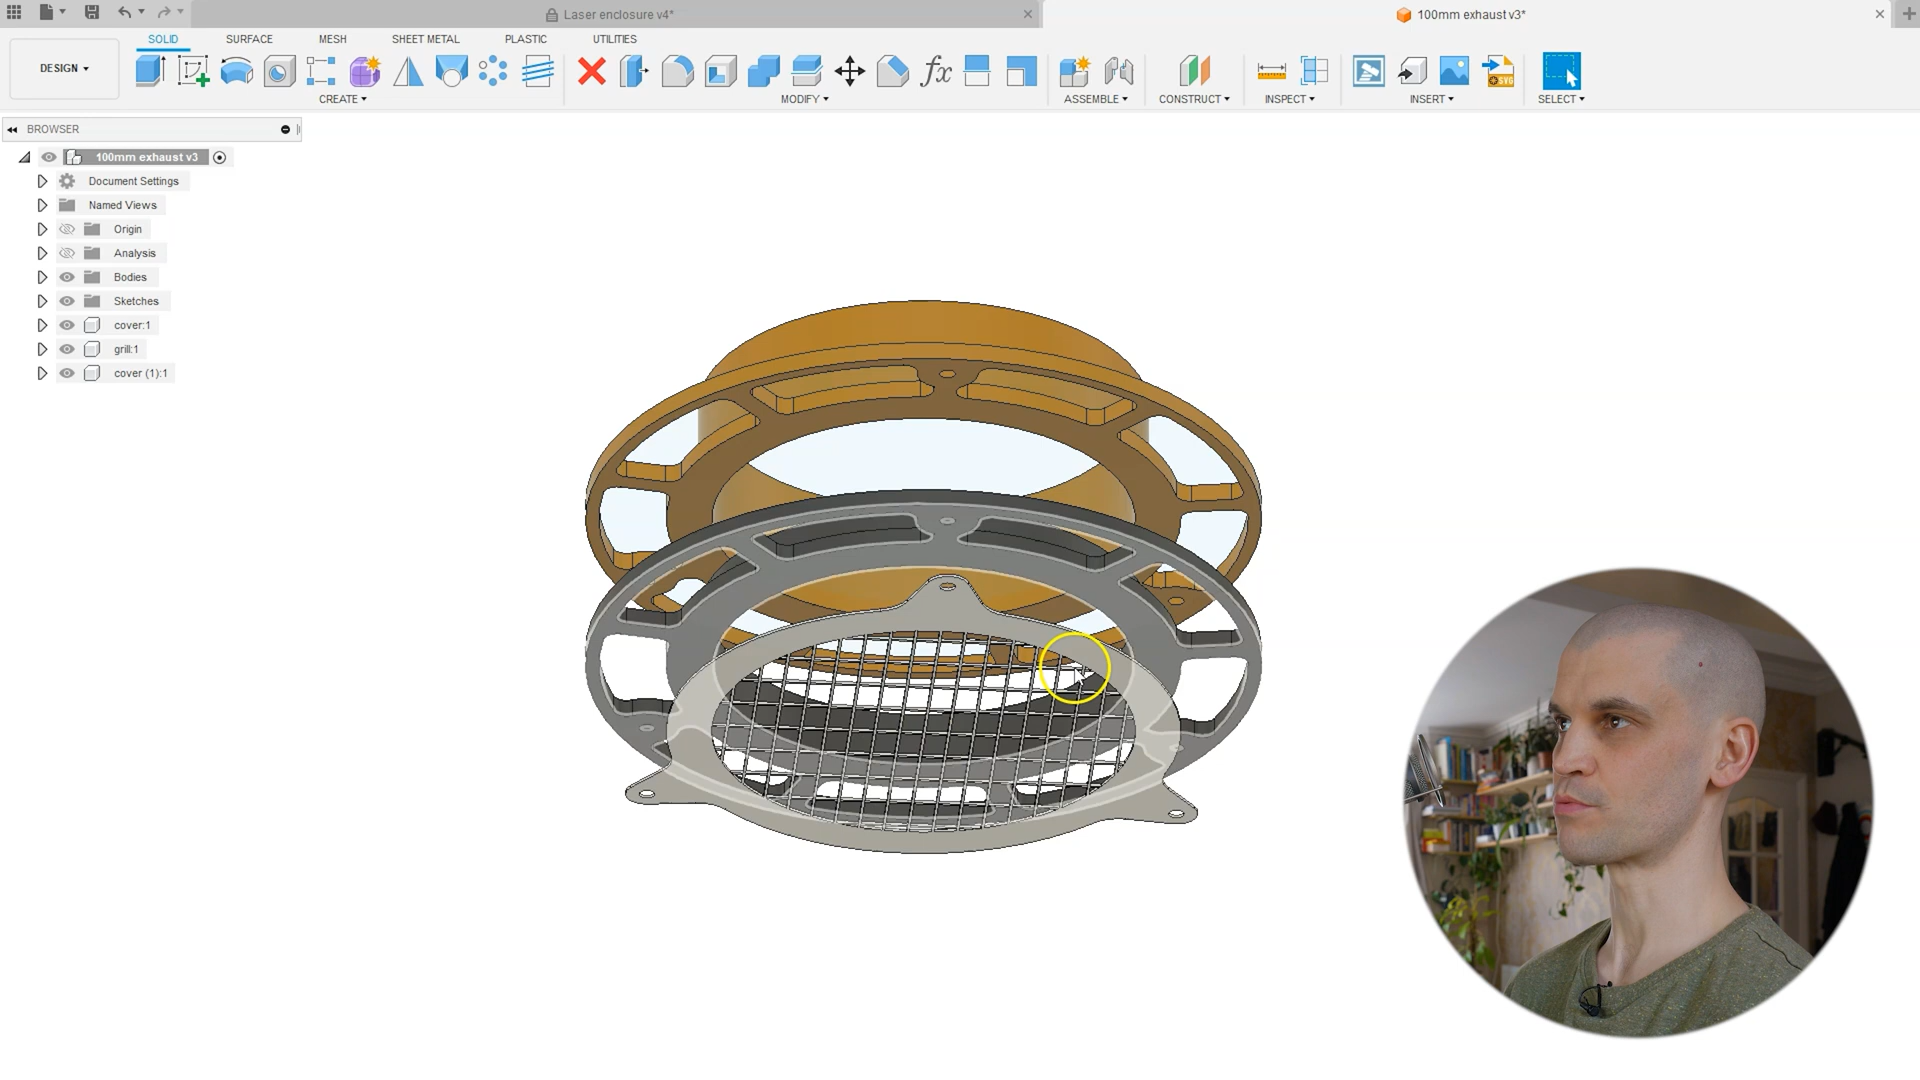 Laser enclosure v4*
100mm exhaust v3*
SOLID SURFACE MESH SHEET METAL PLASTIC UTILITIES
DESIGN
CREATE MODIFY ASSEMBLE CONSTRUCT INSPECT INSERT SELECT
fx
SVG
BROWSER
100mm exhaust v3
Document Settings
Named Views
Origin
Analysis
Bodies
Sketches
cover:1
grill:1
cover (1):1